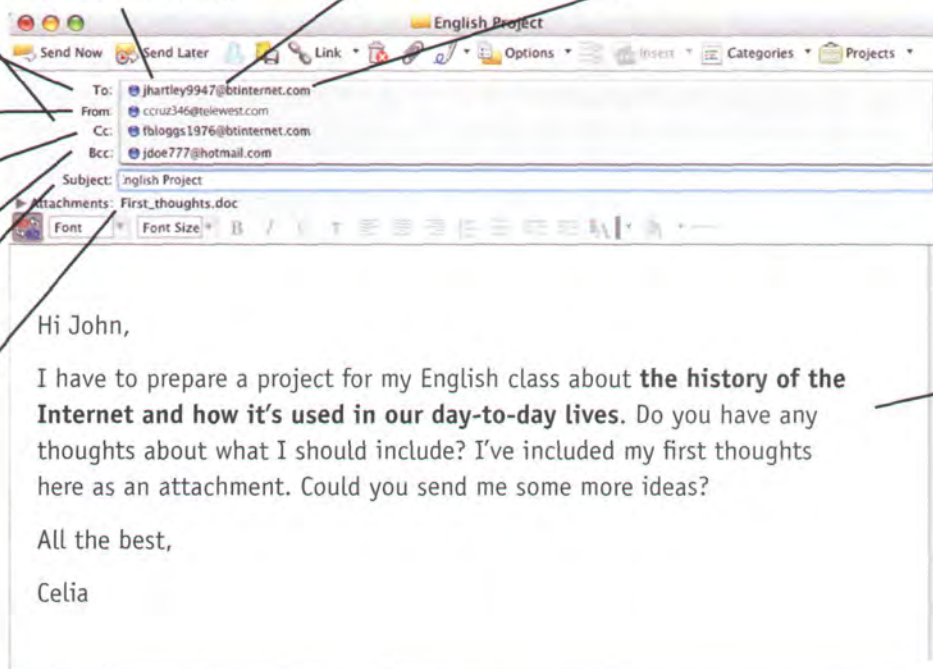 English Project
Send Now Send Later Link Options Insert Categories Projects
To: jhartley9947@btinternet.com
From: ccruz346@telewest.com
Cc: fbloggs1976@btinternet.com
Bcc: jdoe777@hotmail.com
Subject: nglish Project
Attachments: First_thoughts.doc
Font Font Size B I U T
Hi John,
I have to prepare a project for my English class about the history of the
Internet and how it's used in our day-to-day lives. Do you have any
thoughts about what I should include? I've included my first thoughts
here as an attachment. Could you send me some more ideas?
All the best,
Celia